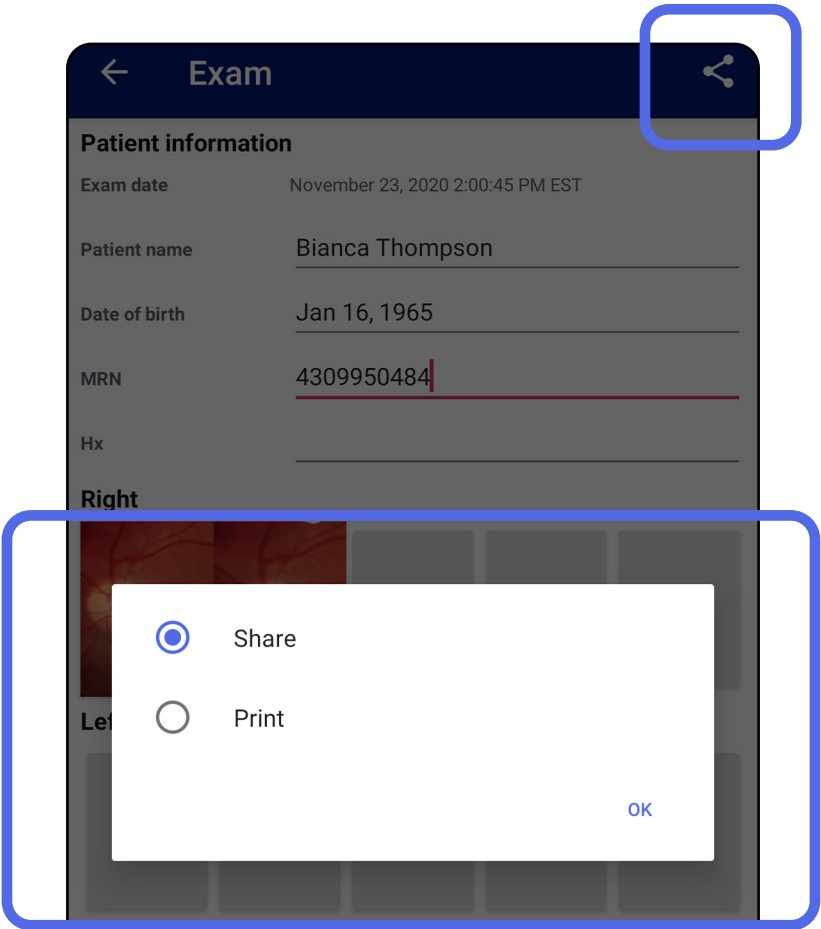 Exam
Patient information
Exam date November 23, 2020 2:00:45 PM EST
Patient name Bianca Thompson
Date of birth Jan 16, 1965
MRN 4309950484
Hx
Right
Share
Print
Lef
OK